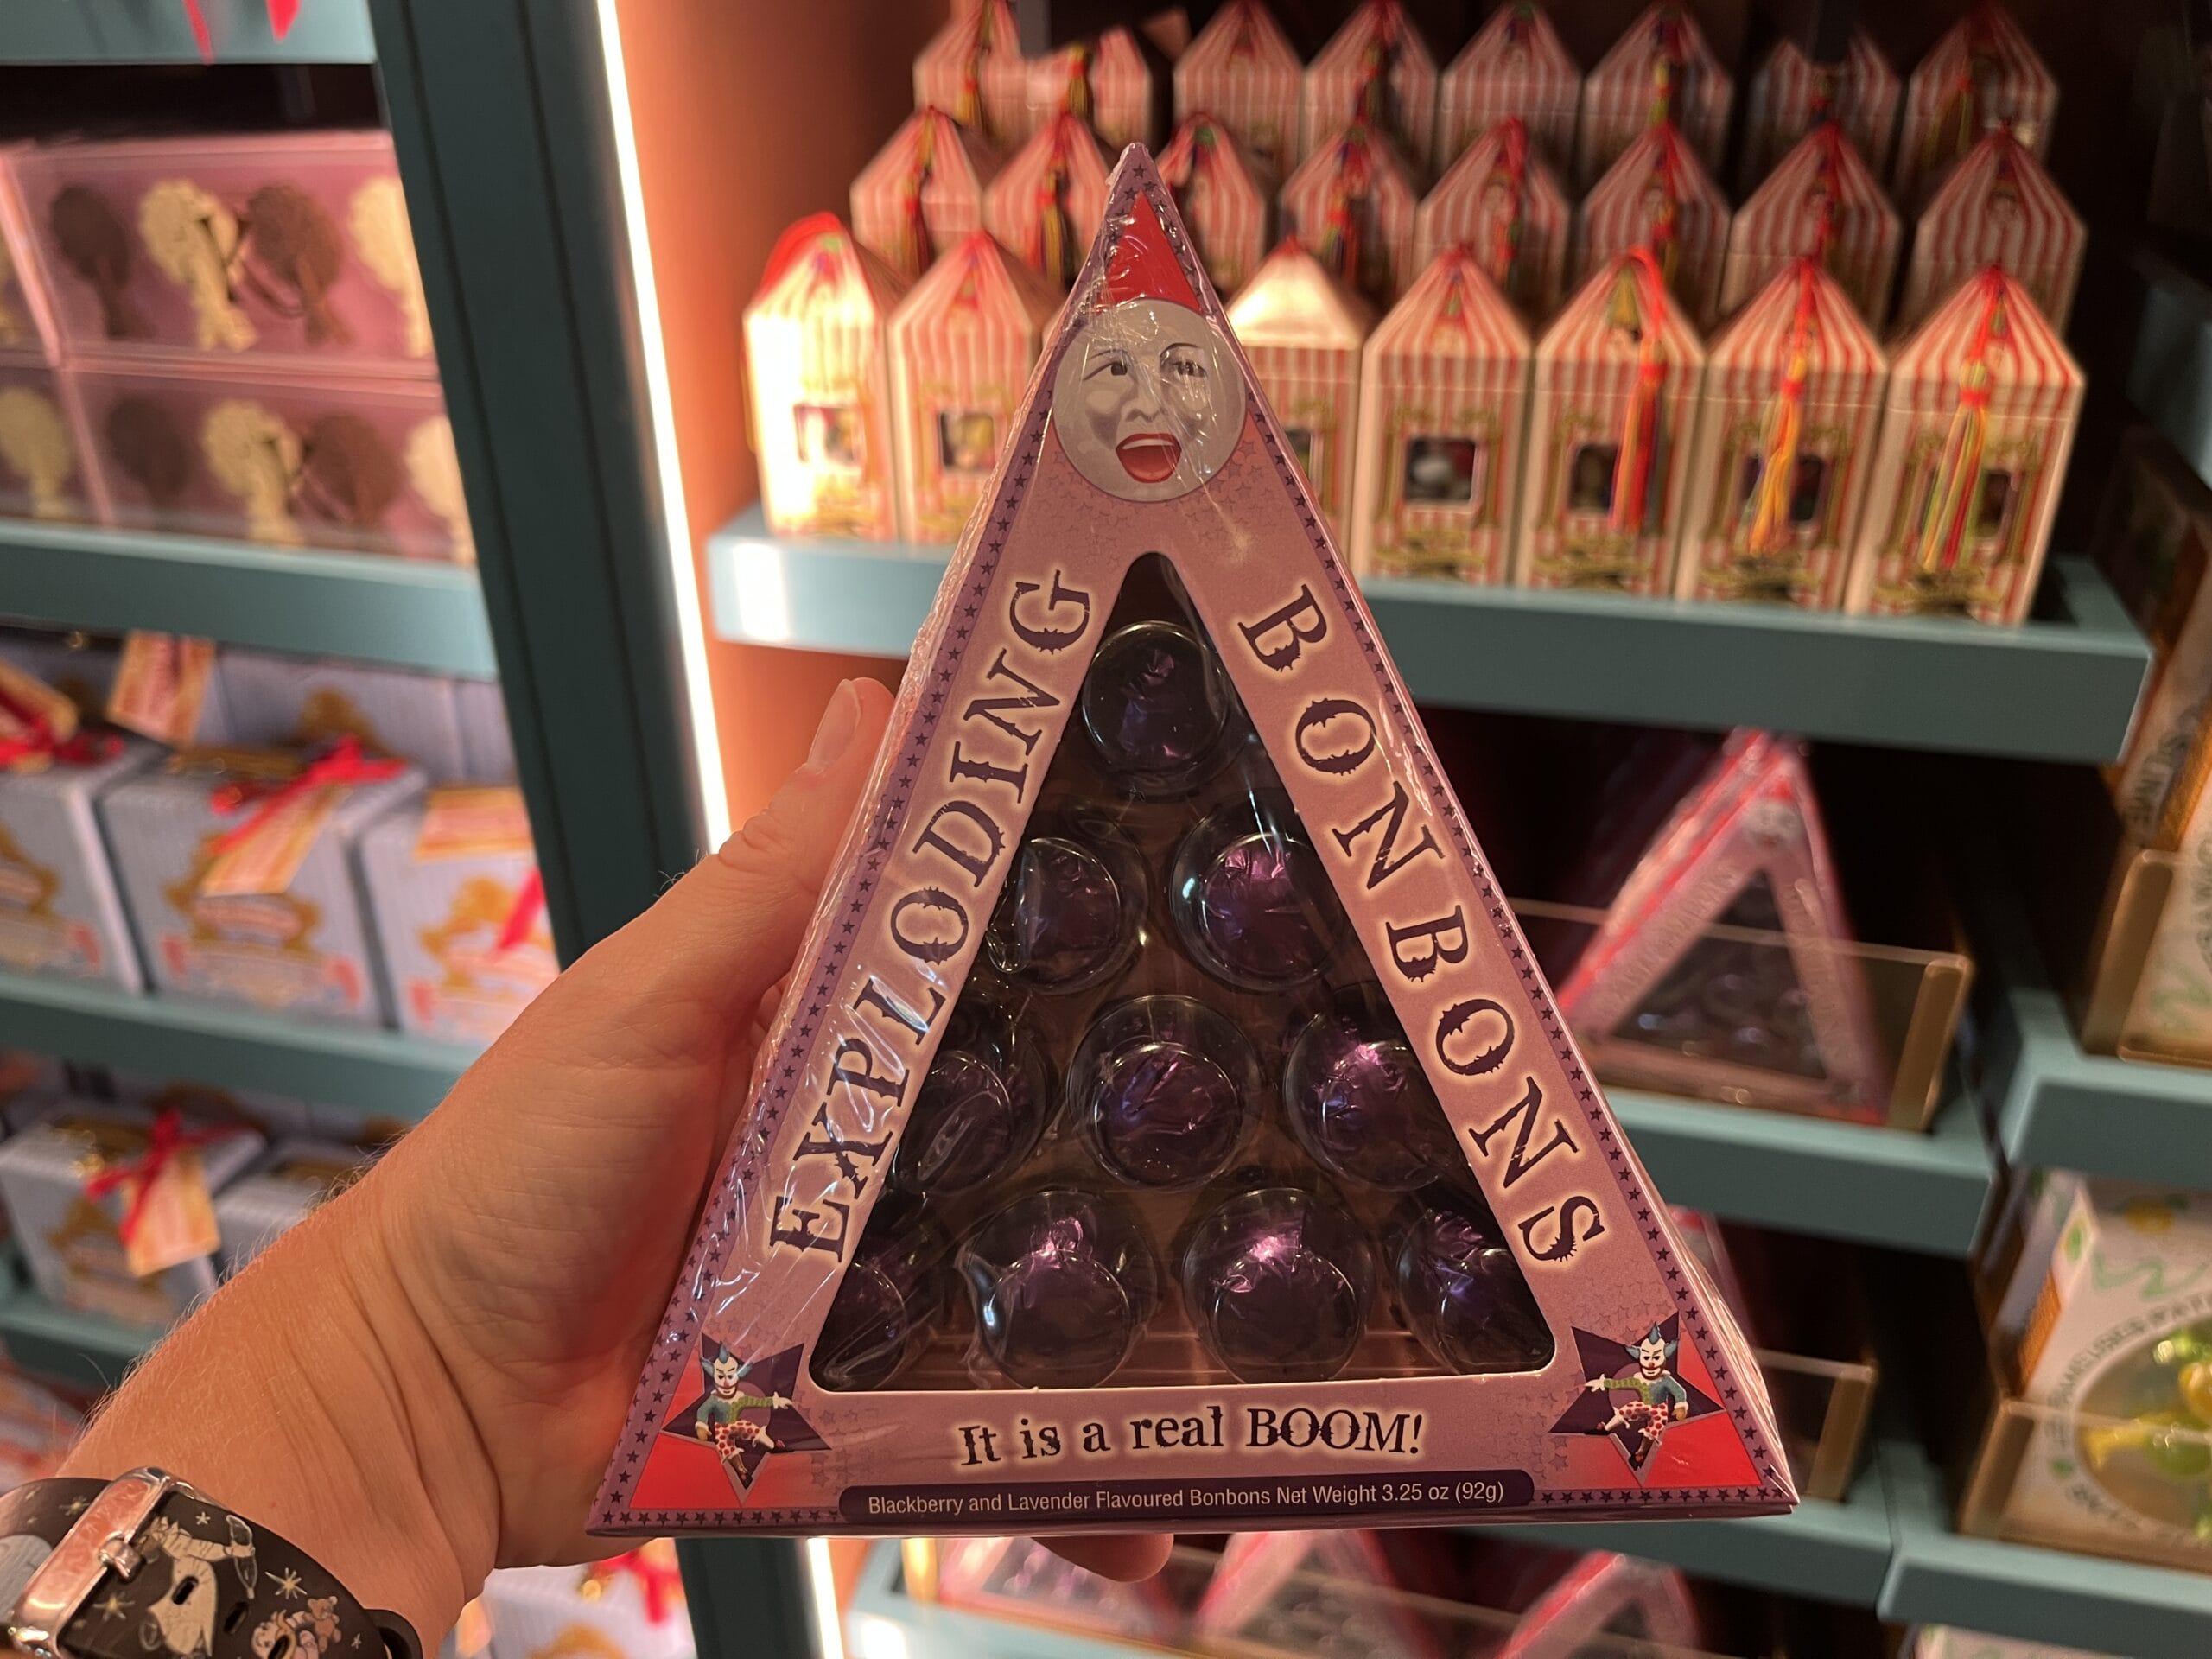 EXPLODING
BONBONS
It is a real BOOM!
Blackberry and Lavender Flavoured Bonbons Net Weight 3.25 oz (92g)